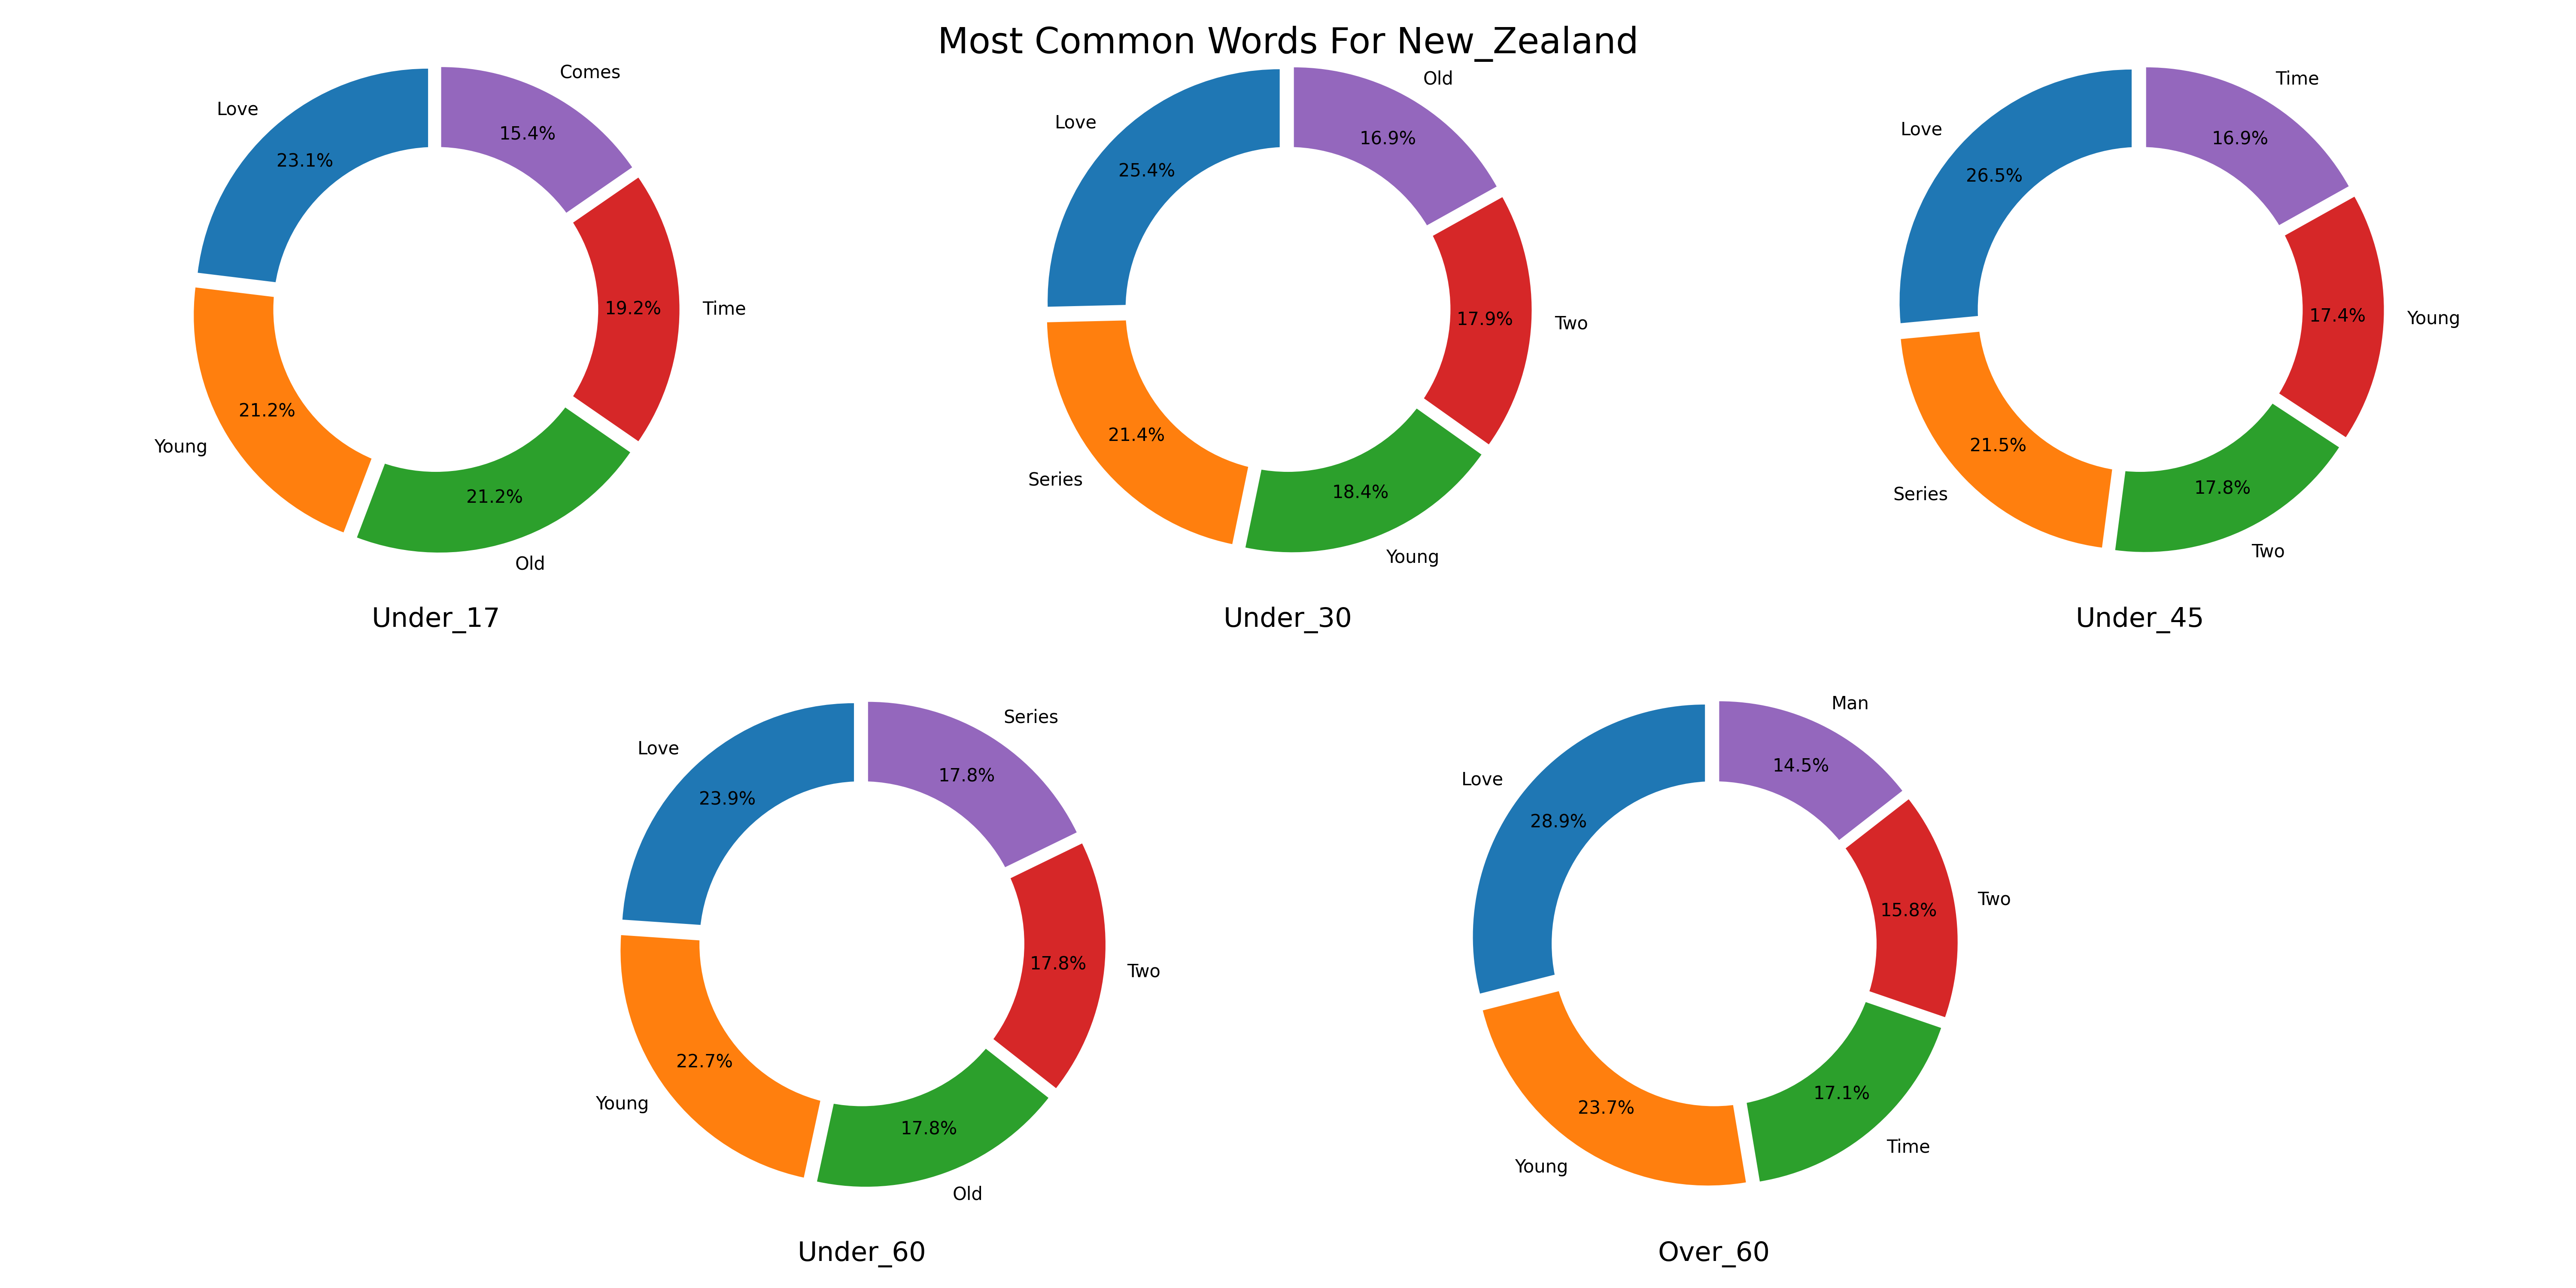 Most Common Words For New_Zealand
Comes
Love
15.4%
23.1%
19.2%
Time
21.2%
Young
21.2%
Old
Under_17
Old
Love
16.9%
25.4%
17.9%
Two
21.4%
Series
18.4%
Young
Under_30
Time
Love
16.9%
26.5%
17.4%
Young
21.5%
Series
17.8%
Two
Under_45
Series
Love
17.8%
23.9%
17.8%
Two
22.7%
Young
17.8%
Old
Under_60
Man
Love
14.5%
28.9%
15.8%
Two
17.1%
23.7%
Time
Young
Over_60